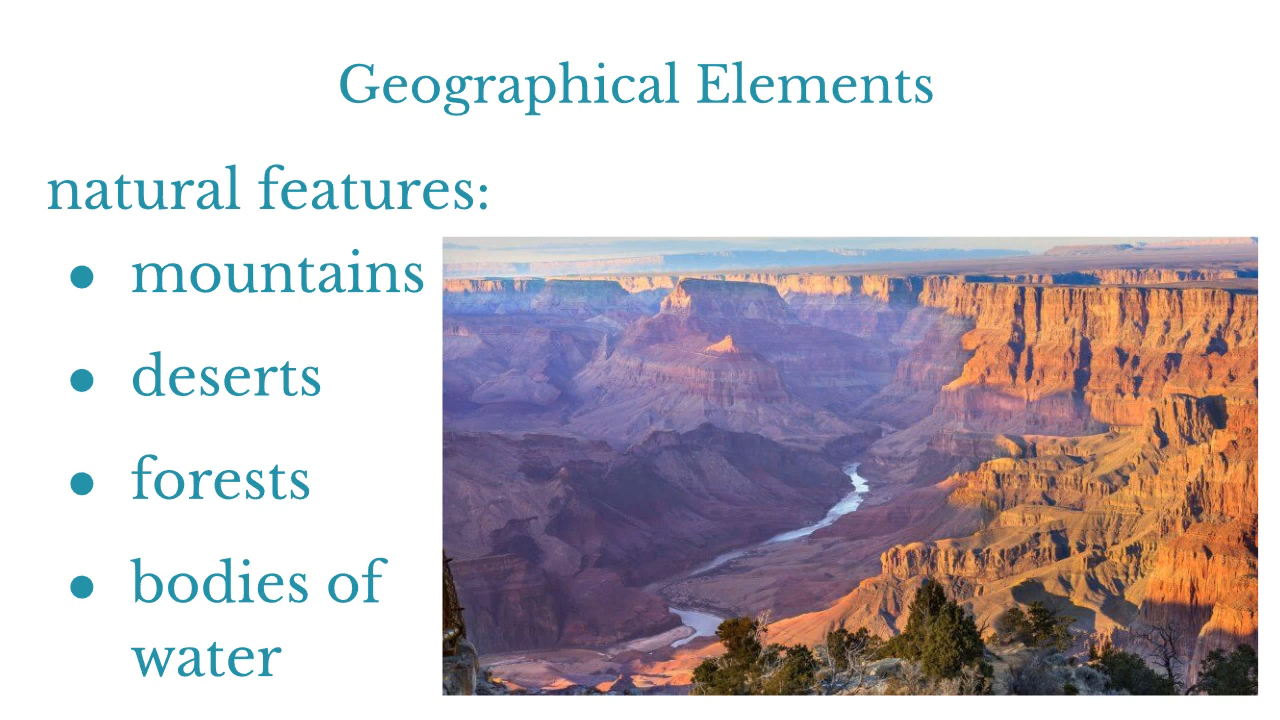 Geographical Elements
natural features:
● mountains
● deserts
● forests
● bodies of
water